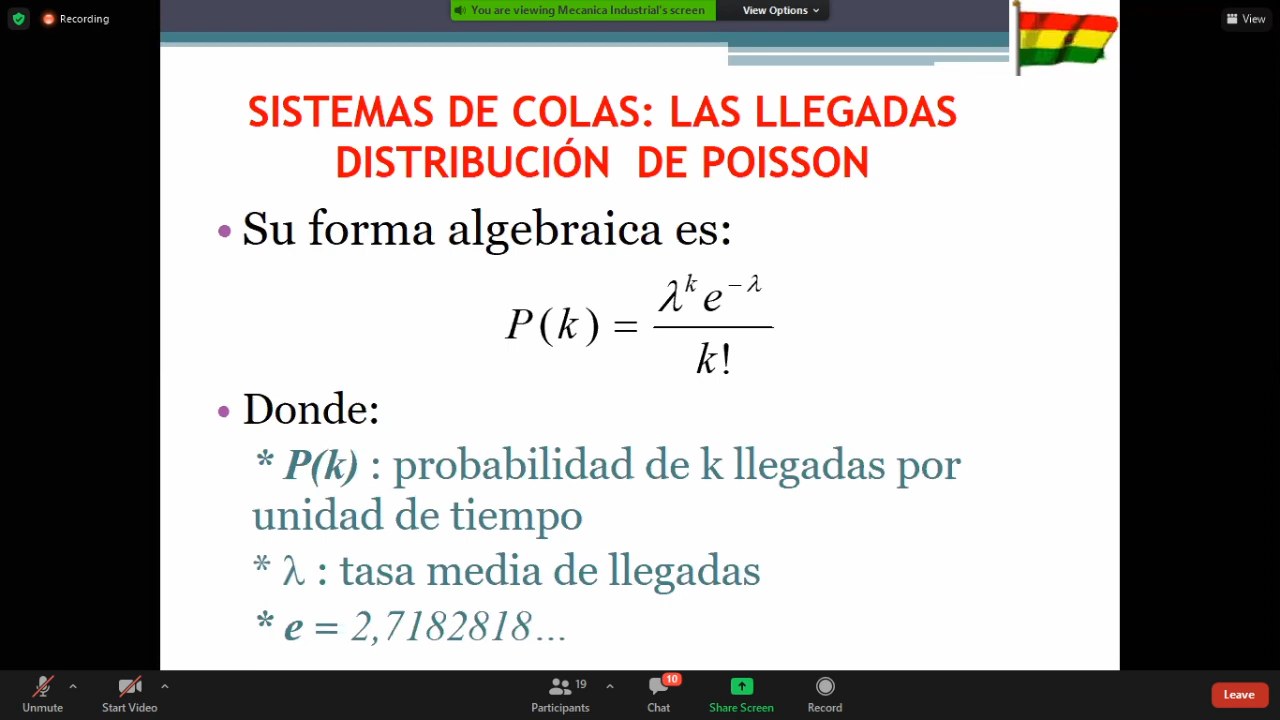 Recording
You are viewing Mecanica Industrial's screen
View Options
View
SISTEMAS DE COLAS: LAS LLEGADAS
DISTRIBUCIÓN DE POISSON
• Su forma algebraica es:
P(k) = λ^k e^−λ / k!
• Donde:
* P(k) : probabilidad de k llegadas por
unidad de tiempo
* λ : tasa media de llegadas
* e = 2,7182818...
Unmute
Start Video
Participants 19
Chat 10
Share Screen
Record
Leave